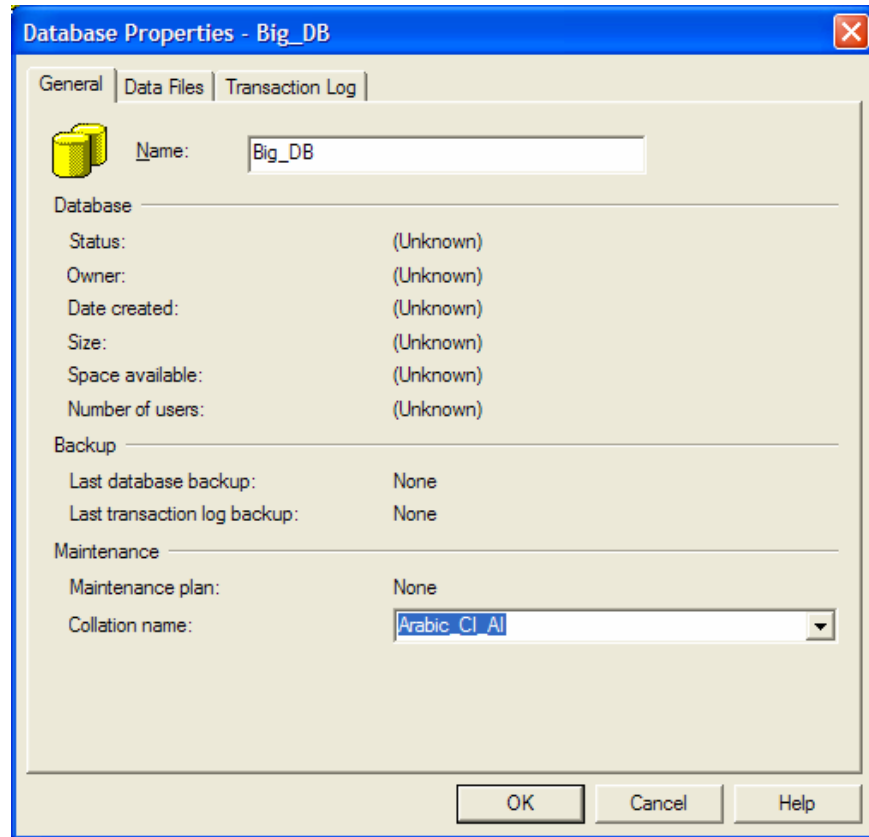 Database Properties - Big_DB
General Data Files Transaction Log
Name: Big_DB
Database
Status: (Unknown)
Owner: (Unknown)
Date created: (Unknown)
Size: (Unknown)
Space available: (Unknown)
Number of users: (Unknown)
Backup
Last database backup: None
Last transaction log backup: None
Maintenance
Maintenance plan: None
Collation name: Arabic_CI_AI
OK Cancel Help